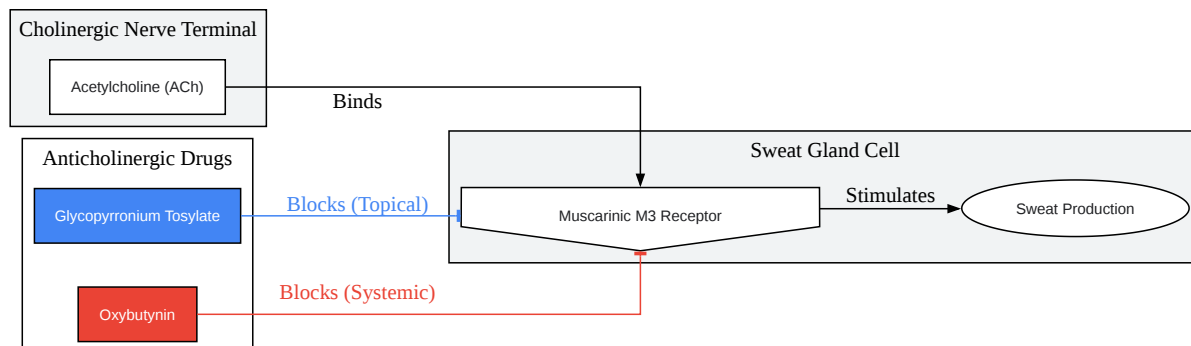 Cholinergic Nerve Terminal
Acetylcholine (ACh)
Binds
Anticholinergic Drugs
Sweat Gland Cell
Glycopyrronium Tosylate
Blocks (Topical)
Muscarinic M3 Receptor
Stimulates
Sweat Production
Blocks (Systemic)
Oxybutynin